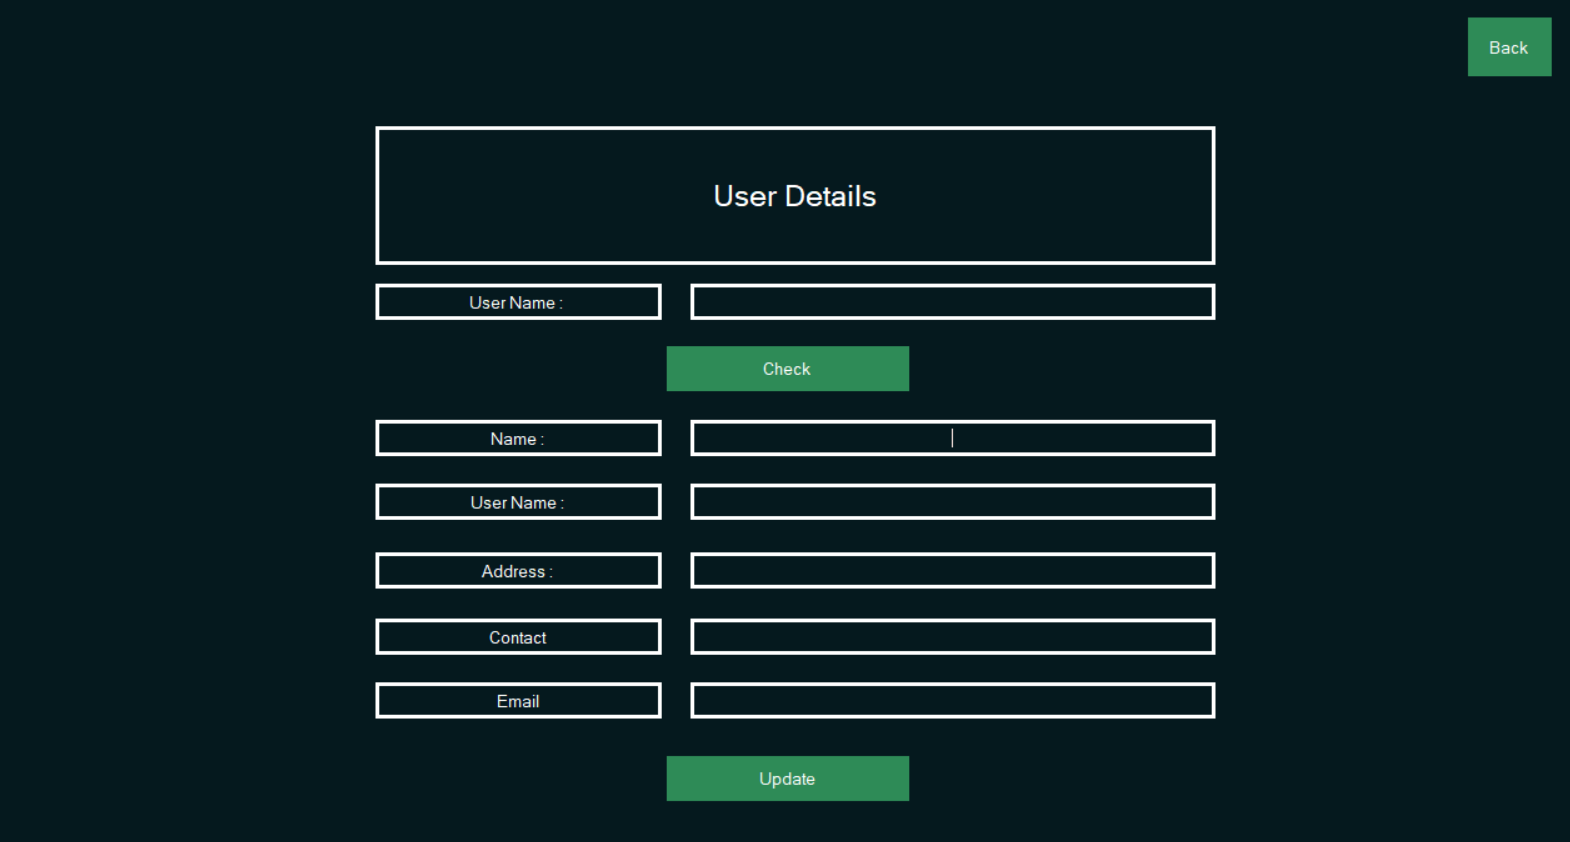 Back
User Details
User Name :
Check
Name :
User Name :
Address :
Contact
Email
Update